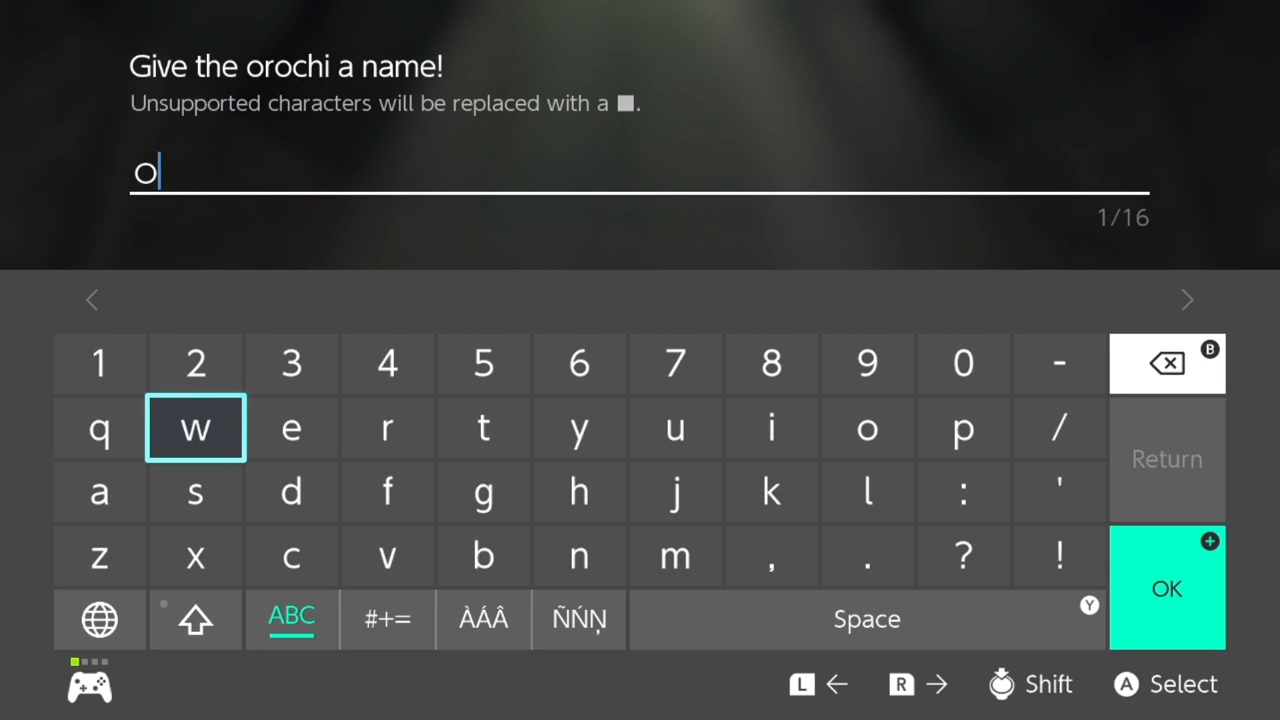 Give the orochi a name!
Unsupported characters will be replaced with a ■.
O
1/16
1 2 3 4 5 6 7 8 9 0 - B
q w e r t y u i o p / Return
a s d f g h j k l : '
z x c v b n m , . ? ! + OK
ABC #+= ÀÁÂ ÑŃŅ Space Y
L ← R → Shift A Select